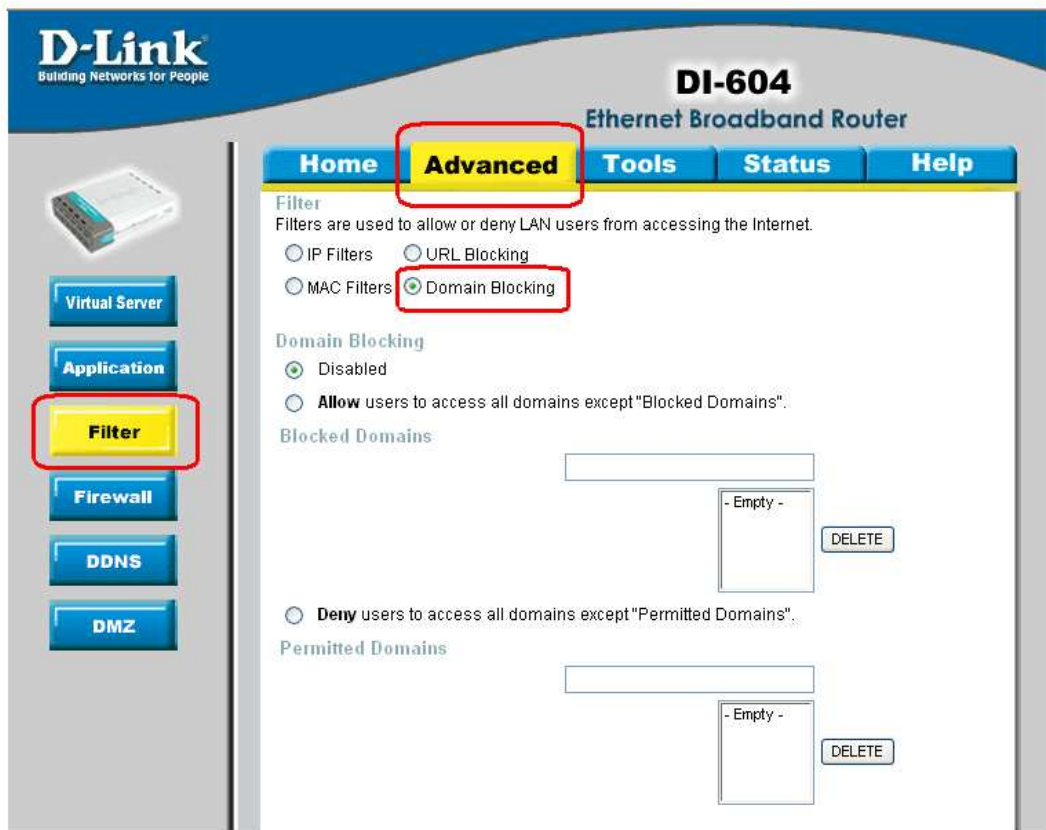 D-Link
Building Networks for People
DI-604
Ethernet Broadband Router
Home Advanced Tools Status Help
Virtual Server
Application
Filter
Firewall
DDNS
DMZ
Filter
Filters are used to allow or deny LAN users from accessing the Internet.
IP Filters URL Blocking
MAC Filters Domain Blocking
Domain Blocking
Disabled
Allow users to access all domains except "Blocked Domains".
Blocked Domains
- Empty -
DELETE
Deny users to access all domains except "Permitted Domains".
Permitted Domains
- Empty -
DELETE